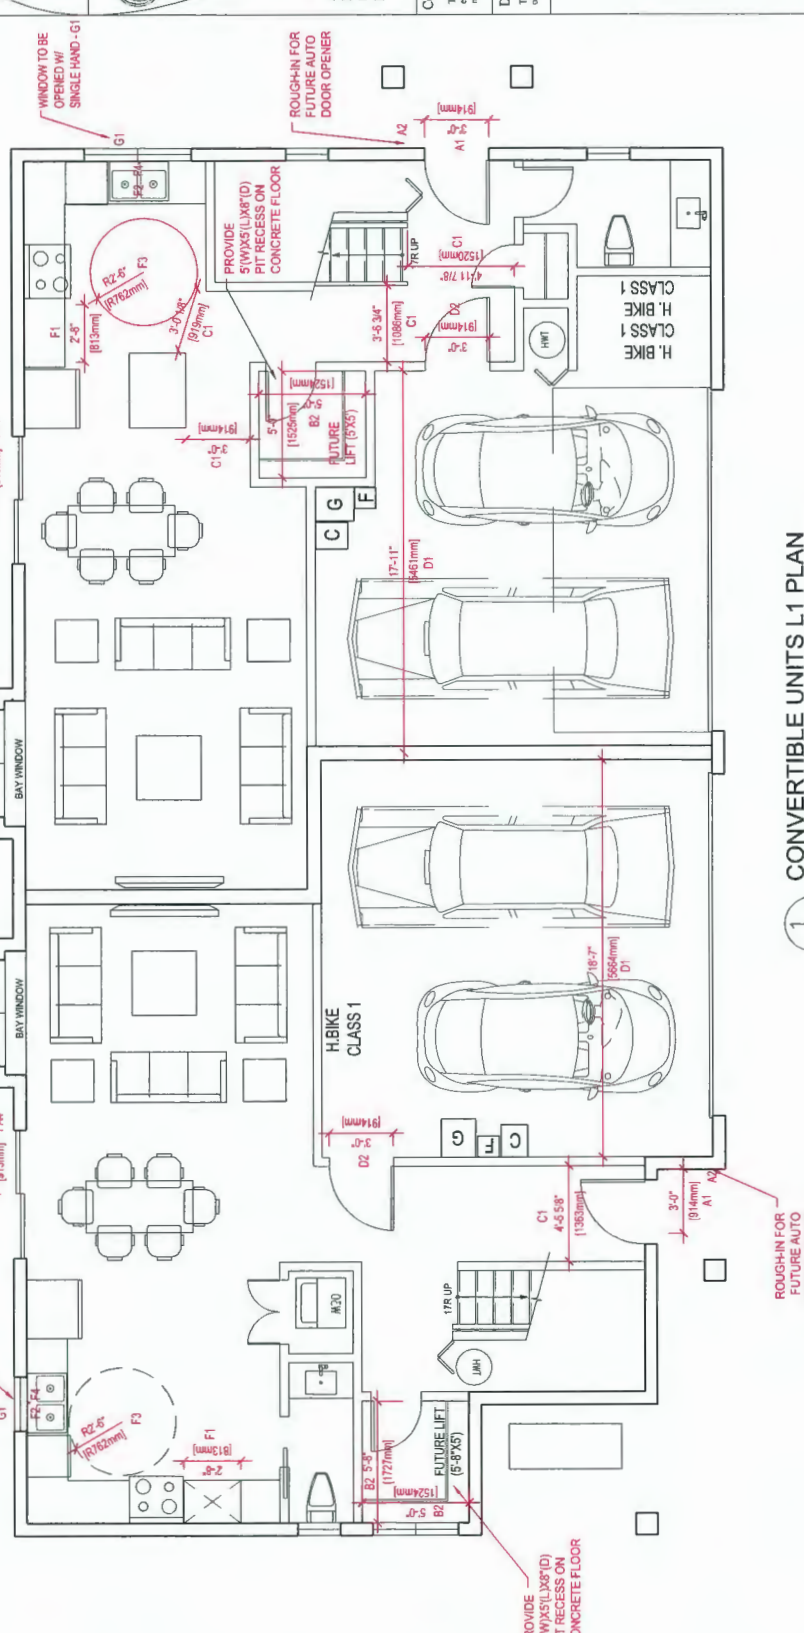 WINDOW TO BE
OPENED W/
SINGLE HAND - G1
G1
ROUGH-IN FOR
FUTURE AUTO
DOOR OPENER
A2
3'-0"
[914mm]
A1
F2
F4
PROVIDE
5'(W)X5'(L)X8"(D)
PIT RECESS ON
CONCRETE FLOOR
R2'-6"
[R762mm]
F3
F1
2'-8"
[813mm]
3'-0 1/8"
[919mm]
C1
17R UP
C1
[1520mm]
4'-11 7/8"
3'-6 3/4"
[1086mm]
C1
D2
[914mm]
3'-0"
HWT
H. BIKE
CLASS 1
H. BIKE
CLASS 1
C1
3'-0"
[914mm]
[1524mm]
5'-0"
B2
5'-0"
[1525mm]
FUTURE
LIFT (5'X5')
C
G
F
17'-11"
[5461mm]
D1
BAY WINDOW
BAY WINDOW
H.BIKE
CLASS 1
18'-7"
[5664mm]
D1
[914mm]
3'-0"
D2
G
F
C
C1
4'-5 5/8"
[1363mm]
3'-0"
[914mm]
A1
A2
ROUGH-IN FOR
FUTURE AUTO
17R UP
HWT
G1
F2
F4
R2'-6"
[R762mm]
F3
F1
2'-8"
[813mm]
B2
5'-8"
[1727mm]
FUTURE LIFT
(5'-8"X5')
[1524mm]
5'-0"
B2
CONVERTIBLE UNITS L1 PLAN
1